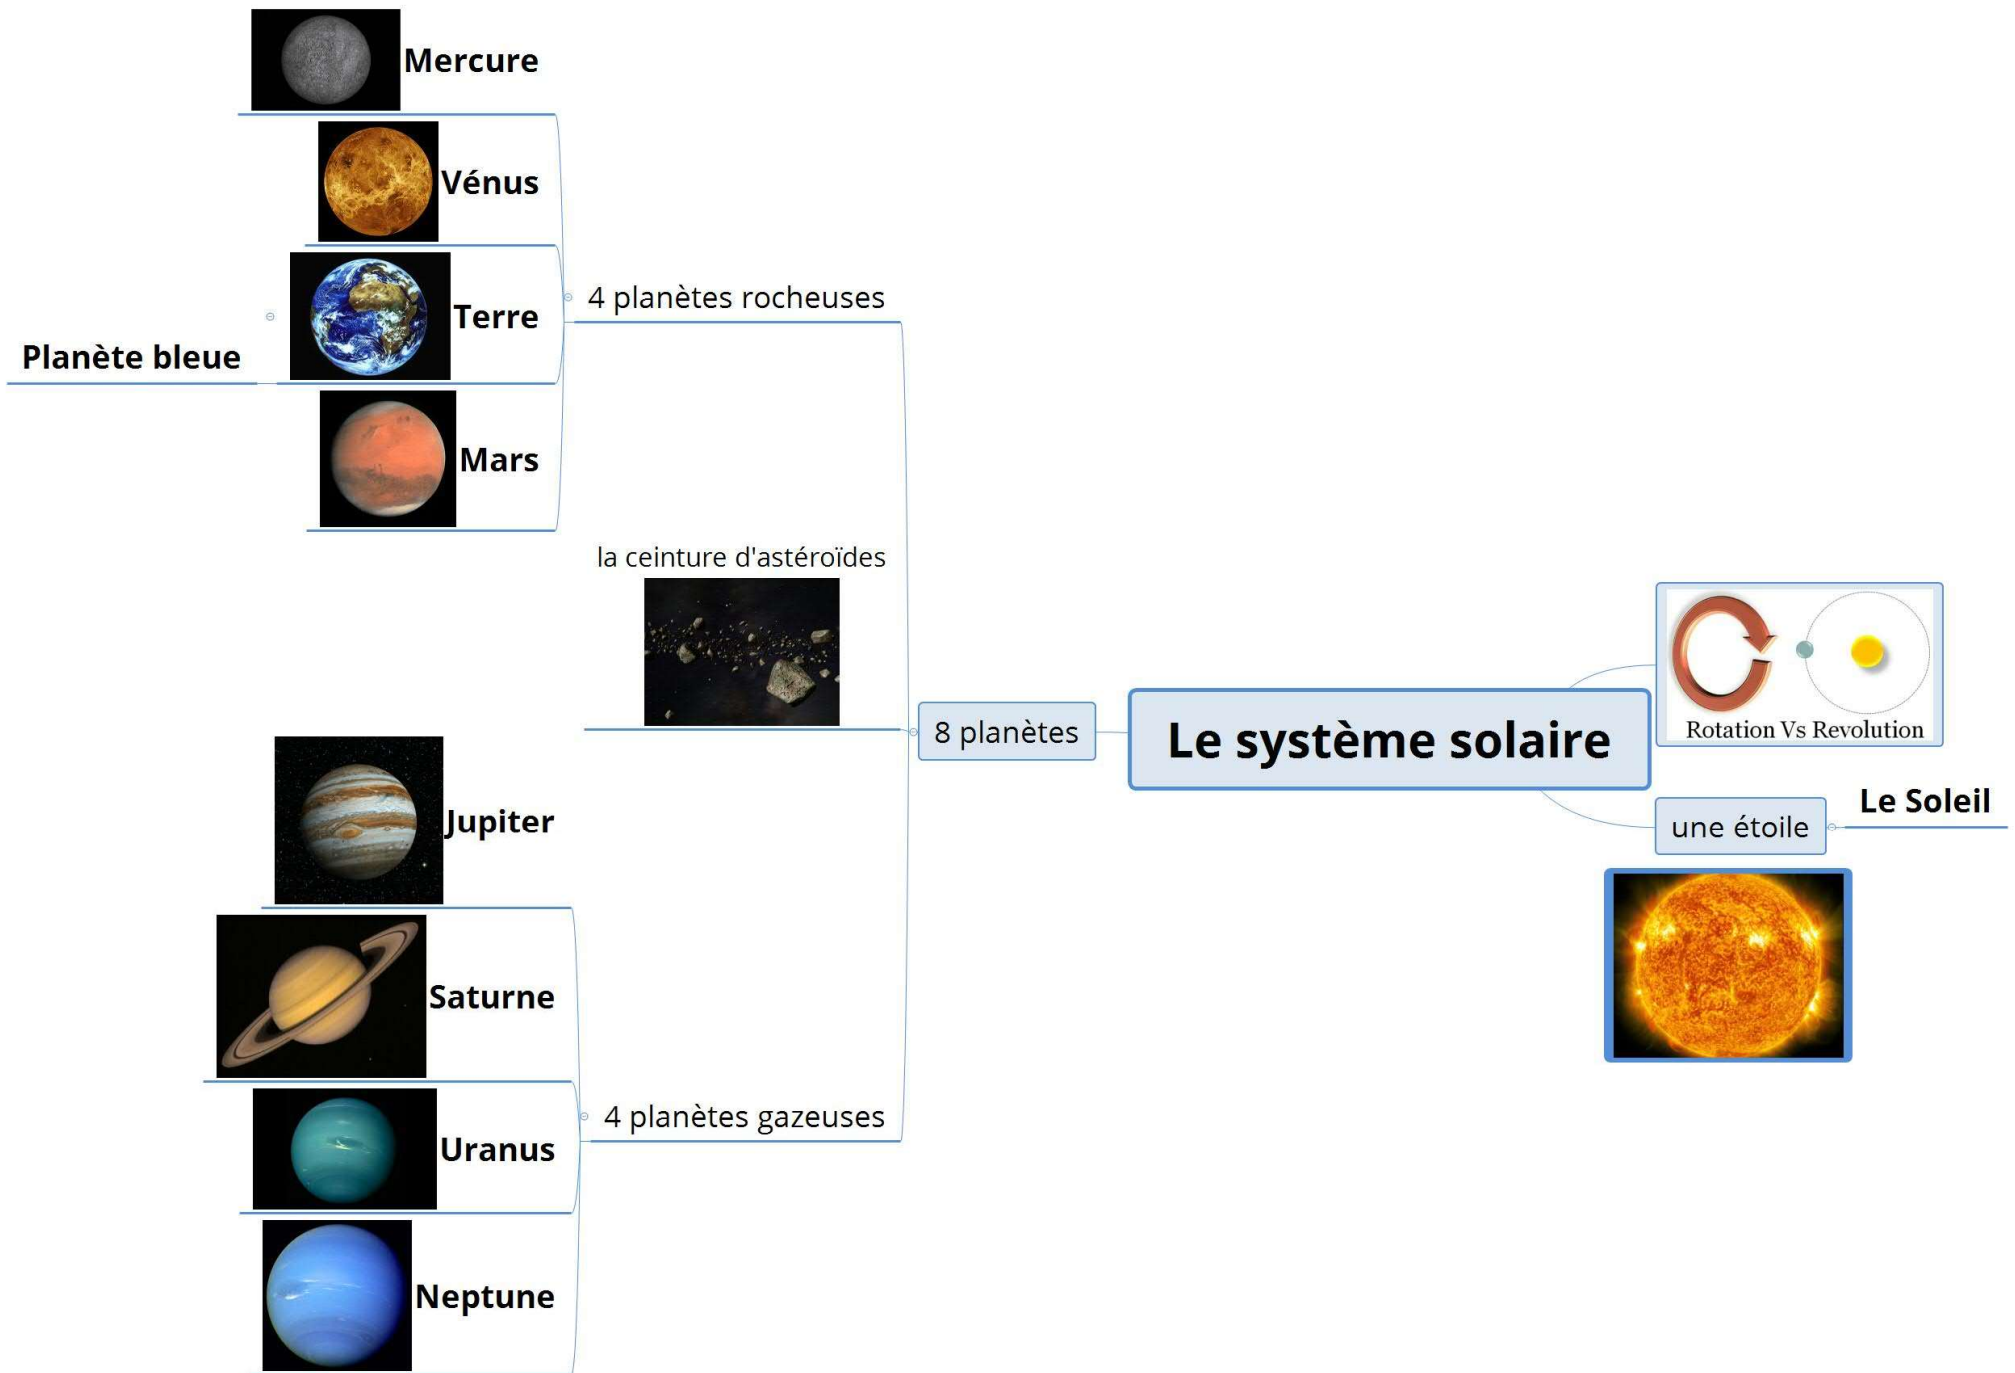 Mercure
Vénus
Terre
Planète bleue
Mars
4 planètes rocheuses
la ceinture d'astéroïdes
8 planètes
Jupiter
Saturne
Uranus
Neptune
4 planètes gazeuses
Le système solaire
Rotation Vs Revolution
une étoile
Le Soleil